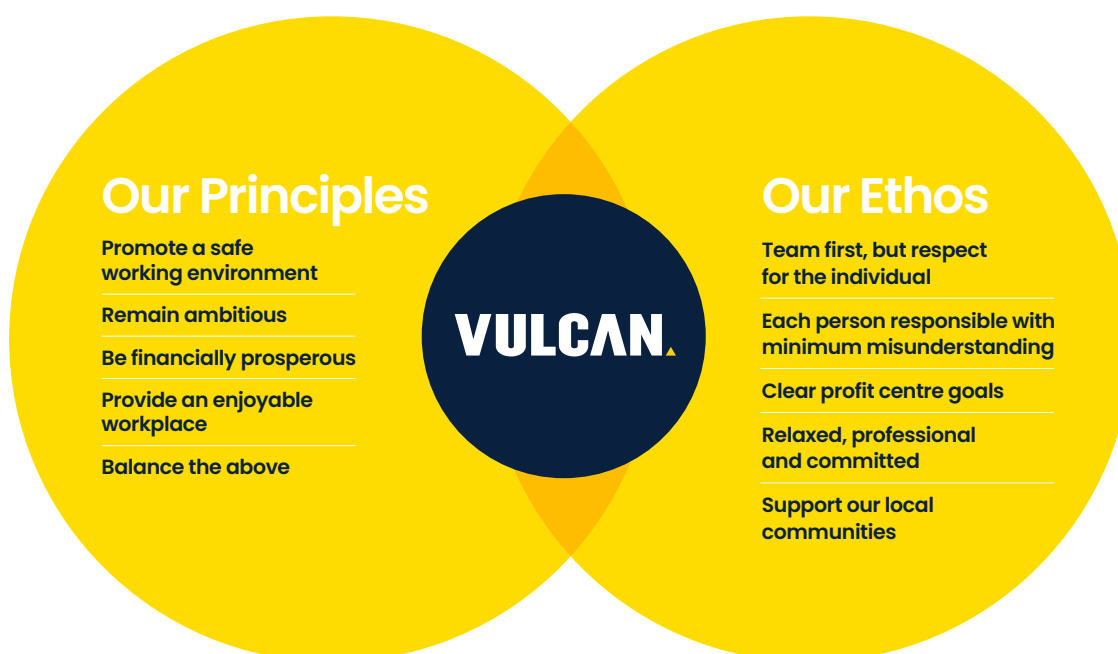 Our Principles
Promote a safe
working environment
Remain ambitious
Be financially prosperous
Provide an enjoyable
workplace
Balance the above
VULCAN.
Our Ethos
Team first, but respect
for the individual
Each person responsible with
minimum misunderstanding
Clear profit centre goals
Relaxed, professional
and committed
Support our local
communities